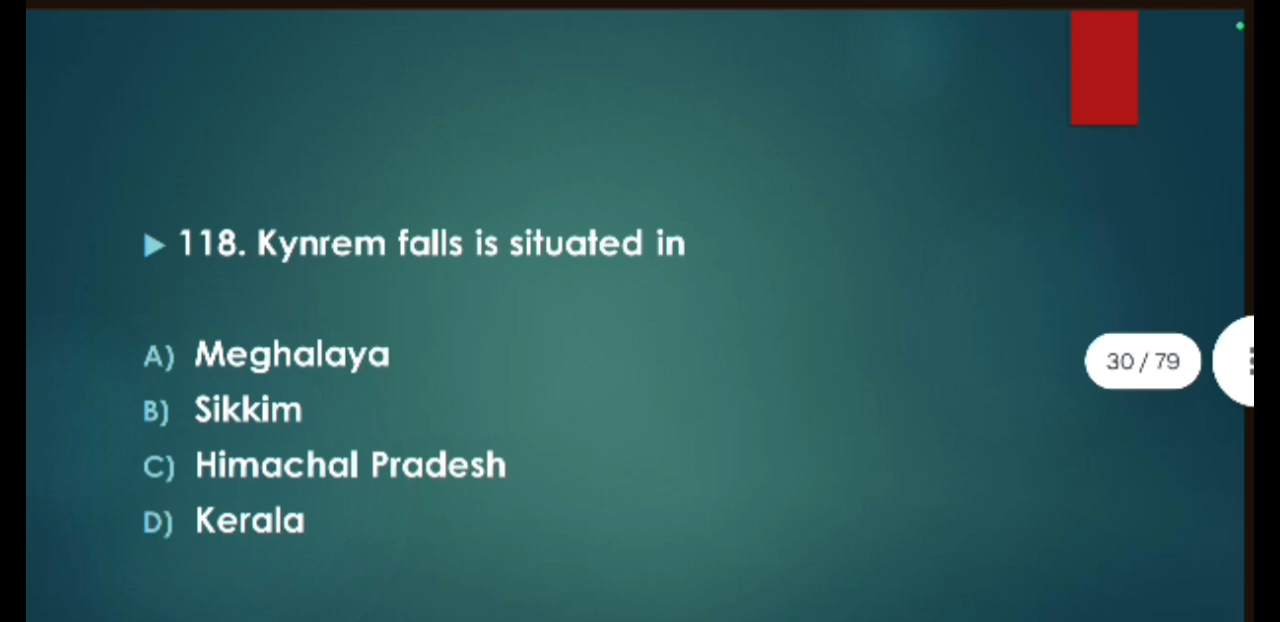 118. Kynrem falls is situated in
A) Meghalaya
B) Sikkim
30 / 79
C) Himachal Pradesh
D) Kerala